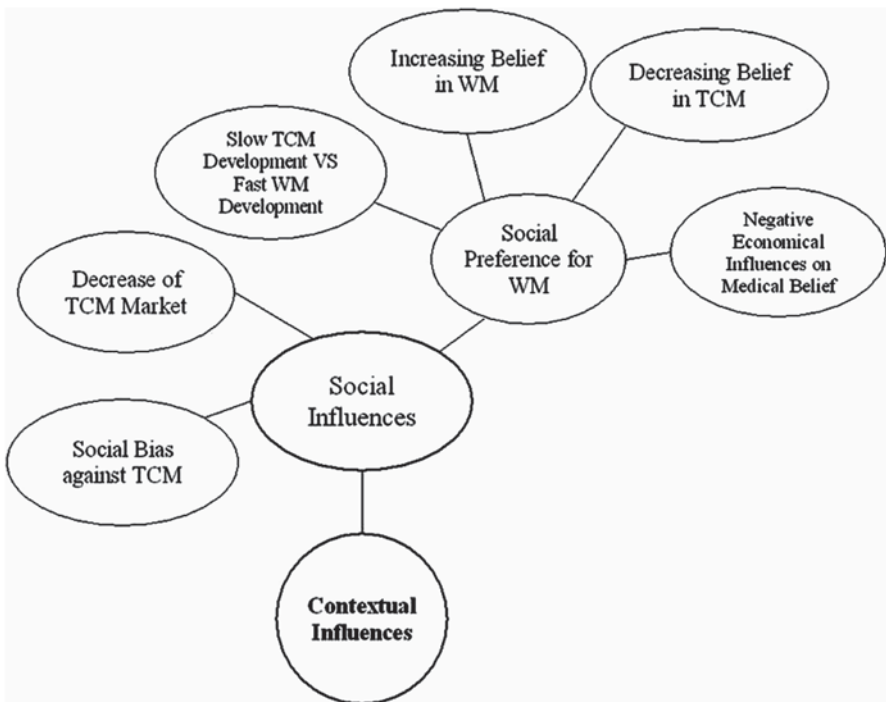 Increasing Belief
in WM
Decreasing Belief
in TCM
Slow TCM
Development VS
Fast WM
Development
Social
Preference for
WM
Negative
Economical
Influences on
Medical Belief
Decrease of
TCM Market
Social
Influences
Social Bias
against TCM
Contextual
Influences